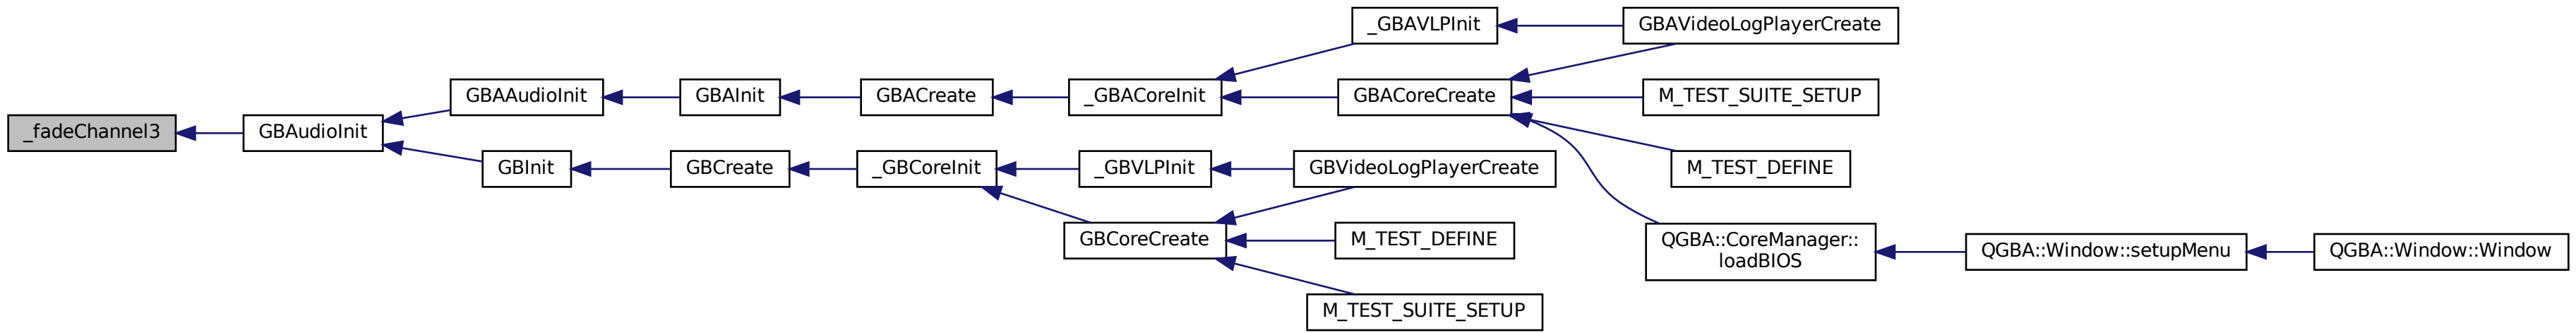 _fadeChannel3
GBAudioInit
GBAAudioInit
GBAInit
GBACreate
_GBACoreInit
_GBAVLPInit
GBAVideoLogPlayerCreate
GBACoreCreate
M_TEST_SUITE_SETUP
M_TEST_DEFINE
QGBA::CoreManager::
loadBIOS
QGBA::Window::setupMenu
QGBA::Window::Window
GBInit
GBCreate
_GBCoreInit
_GBVLPInit
GBVideoLogPlayerCreate
GBCoreCreate
M_TEST_DEFINE
M_TEST_SUITE_SETUP